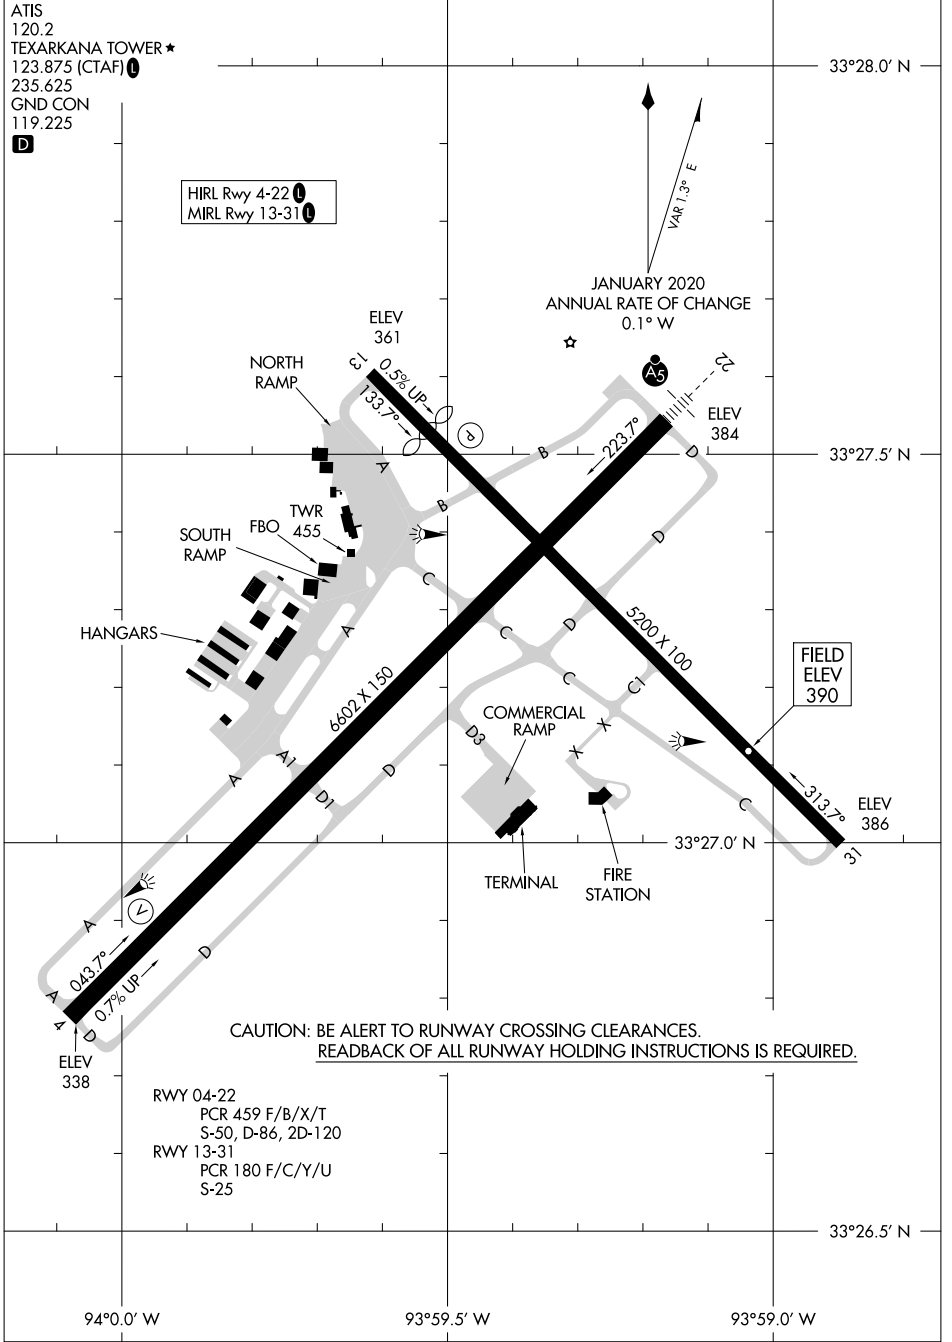 ATIS
120.2
TEXARKANA TOWER ★
123.875 (CTAF) L
235.625
GND CON
119.225
D
33°28.0' N
HIRL Rwy 4-22 L
MIRL Rwy 13-31 L
VAR 1.3° E
JANUARY 2020
ANNUAL RATE OF CHANGE
0.1° W
ELEV
361
13
0.5% UP
133.7°
NORTH
RAMP
A5
22
ELEV
384
223.7°
P
33°27.5' N
A
B
B
D
D
TWR
455
FBO
SOUTH
RAMP
HANGARS
A
C
C
C
D
C1
5200 X 100
FIELD
ELEV
390
6602 X 150
COMMERCIAL
RAMP
D3
X
X
A
A1
D1
D
C
313.7°
ELEV
386
31
33°27.0' N
TERMINAL
FIRE
STATION
V
A
D
043.7°
0.7% UP
A
4
D
ELEV
338
CAUTION: BE ALERT TO RUNWAY CROSSING CLEARANCES.
READBACK OF ALL RUNWAY HOLDING INSTRUCTIONS IS REQUIRED.
RWY 04-22
PCR 459 F/B/X/T
S-50, D-86, 2D-120
RWY 13-31
PCR 180 F/C/Y/U
S-25
33°26.5' N
94°0.0' W
93°59.5' W
93°59.0' W